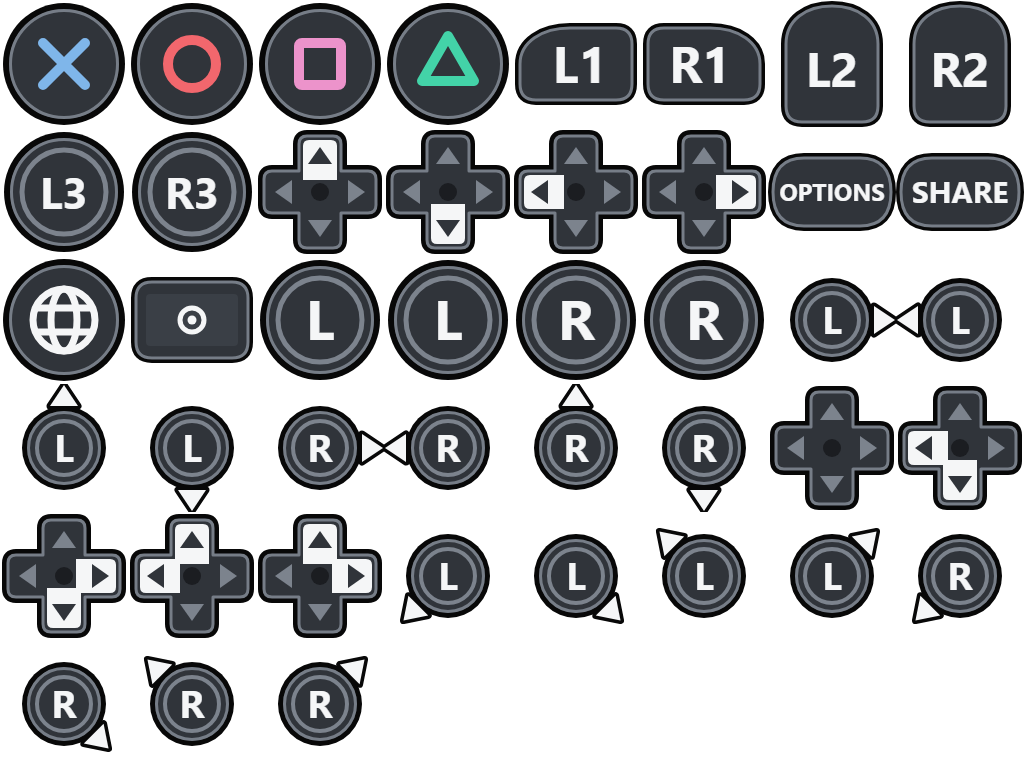 L1 R1 L2 R2
L3 R3 OPTIONS SHARE
L L R R L L
L L R R R R
L L L L R
R R R